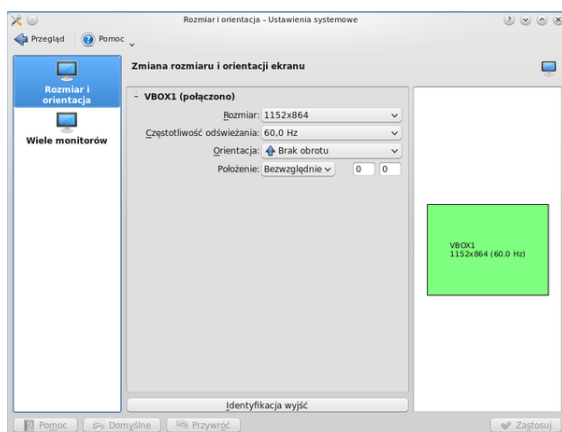 Rozmiar i orientacja – Ustawienia systemowe
Przegląd Pomoc
Rozmiar i orientacja
Wiele monitorów
Zmiana rozmiaru i orientacji ekranu
- VBOX1 (połączono)
Rozmiar: 1152x864
Częstotliwość odświeżania: 60,0 Hz
Orientacja: Brak obrotu
Położenie: Bezwzględnie 0 0
VBOX1
1152x864 (60.0 Hz)
Identyfikacja wyjść
Pomoc Domyślne Przywróć Zastosuj